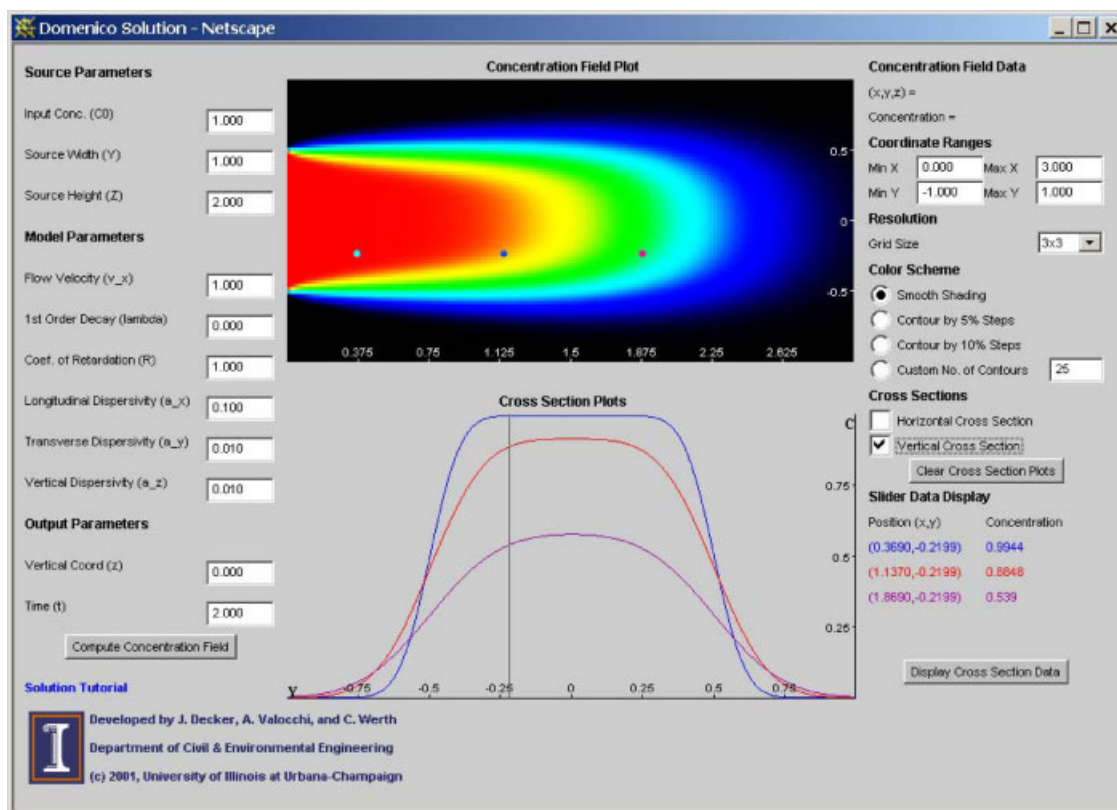 Domenico Solution - Netscape
Source Parameters
Input Conc. (C0) 1.000
Source Width (Y) 1.000
Source Height (Z) 2.000
Model Parameters
Flow Velocity (v_x) 1.000
1st Order Decay (lambda) 0.000
Coef. of Retardation (R) 1.000
Longitudinal Dispersivity (a_x) 0.100
Transverse Dispersivity (a_y) 0.010
Vertical Dispersivity (a_z) 0.010
Output Parameters
Vertical Coord (z) 0.000
Time (t) 2.000
Compute Concentration Field
Solution Tutorial
I
Developed by J. Decker, A. Valocchi, and C. Werth
Department of Civil & Environmental Engineering
(c) 2001, University of Illinois at Urbana-Champaign
Concentration Field Plot
0.5
0
-0.5
0.375 0.75 1.125 1.5 1.875 2.25 2.625
Cross Section Plots
C
0.75
0.5
0.25
Y -0.75 -0.5 -0.25 0 0.25 0.5 0.75
Concentration Field Data
(x,y,z) =
Concentration =
Coordinate Ranges
Min X 0.000 Max X 3.000
Min Y -1.000 Max Y 1.000
Resolution
Grid Size 3x3
Color Scheme
Smooth Shading
Contour by 5% Steps
Contour by 10% Steps
Custom No. of Contours 25
Cross Sections
Horizontal Cross Section
Vertical Cross Section
Clear Cross Section Plots
Slider Data Display
Position (x,y) Concentration
(0.3690,-0.2199) 0.9944
(1.1370,-0.2199) 0.8848
(1.8690,-0.2199) 0.539
Display Cross Section Data